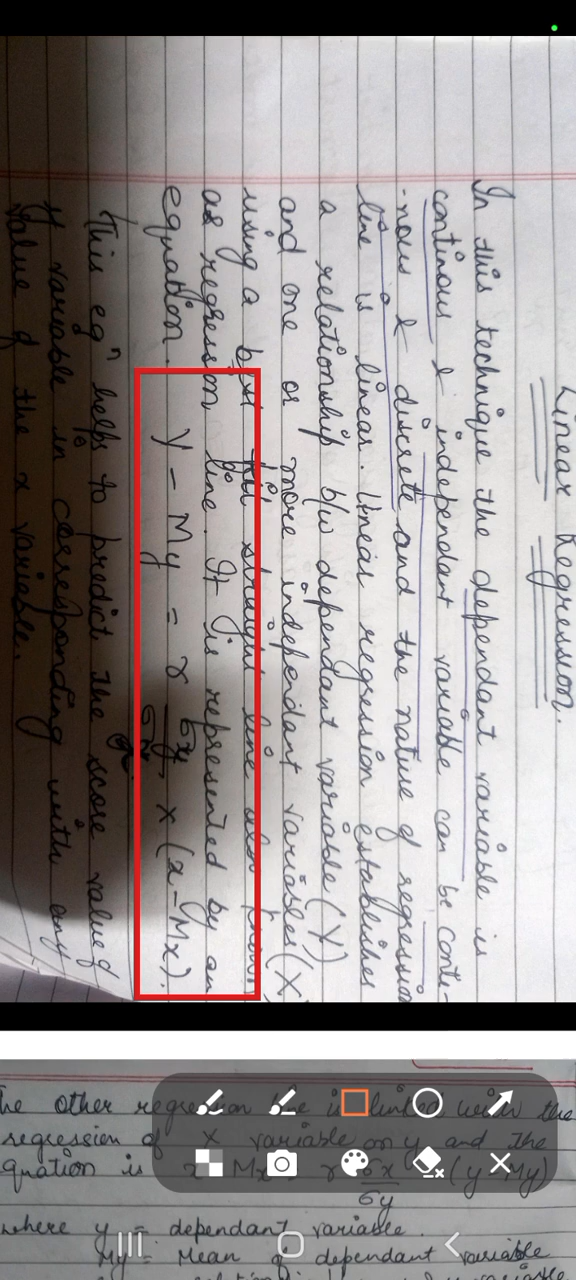 Linear Regression.
In this technique the dependant variable is
continous & independant variable can be conti-
-nous & discrete and the nature of regression
line is linear. Linear regression establishes
a relationship b/w dependant variable (Y)
and one or more independant variables (X)
using a best fit straight line also known
as regression line. It is represented by an
equation.
Y - My = r σy/σx × (x - Mx).
This eqn helps to predict the score value of
Y variable in corresponding with any
value of the x variable.
The other regression line is linked with the
regression of X variable on y and the
equation is x Mx = r σx/σy (y - My)
where y = dependant variable.
My = Mean of dependant variable